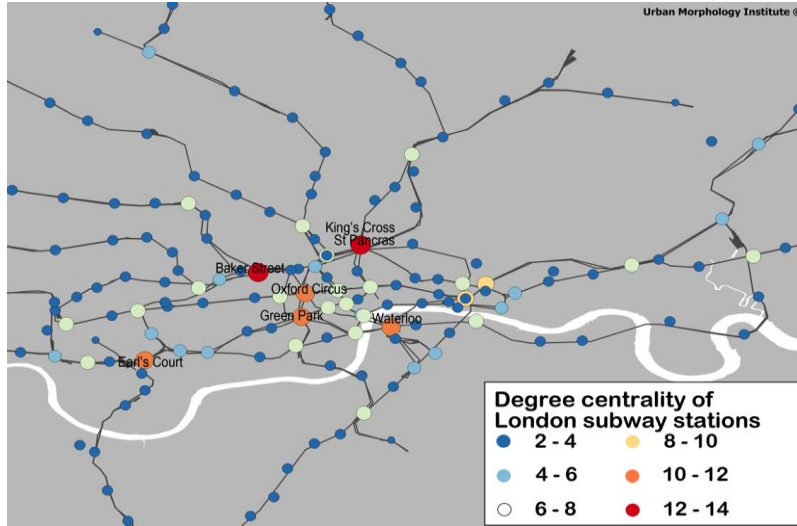 Urban Morphology Institute ©
King's Cross
St Pancras
Baker Street
Oxford Circus
Green Park
Waterloo
Earl's Court
Degree centrality of
London subway stations
2 - 4
8 - 10
4 - 6
10 - 12
6 - 8
12 - 14